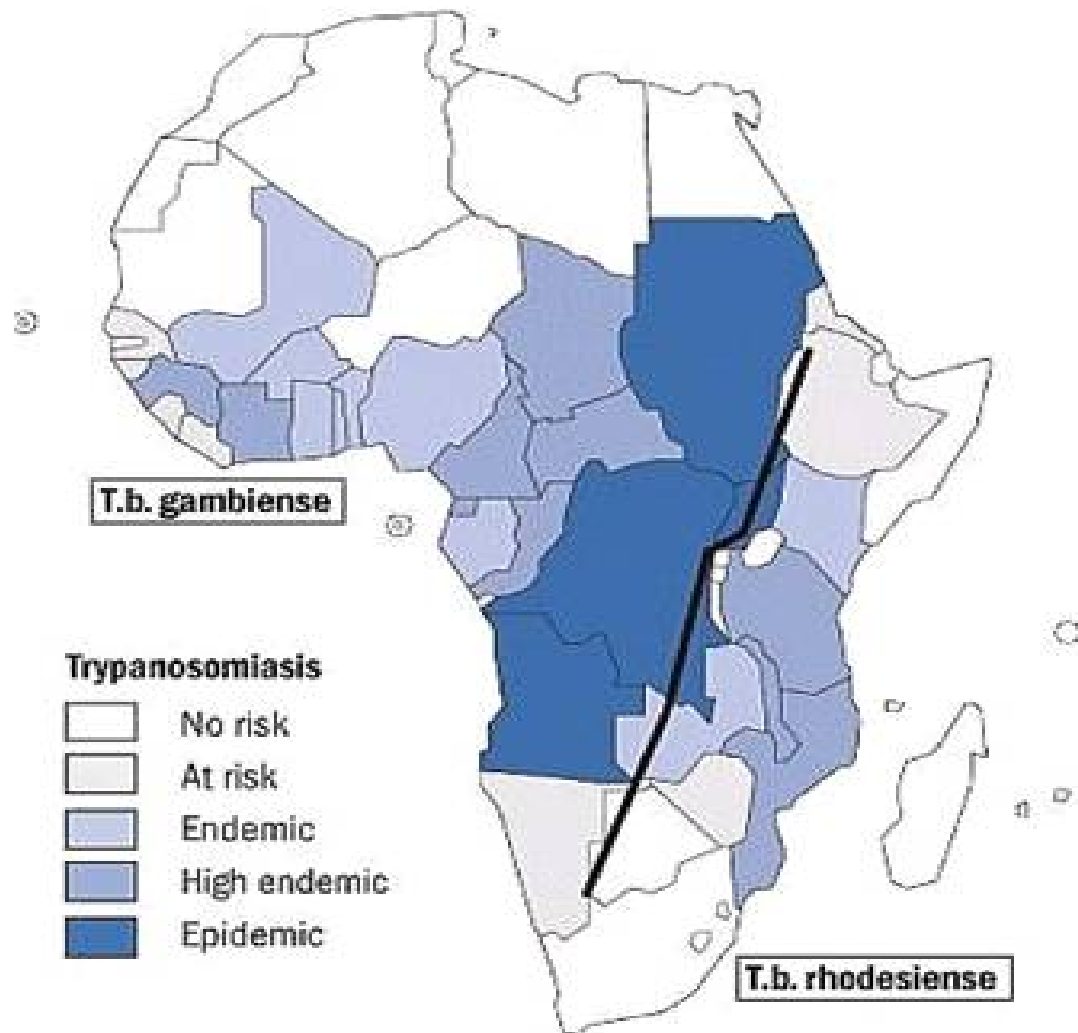 T.b. gambiense
Trypanosomiasis
No risk
At risk
Endemic
High endemic
Epidemic
T.b. rhodesiense